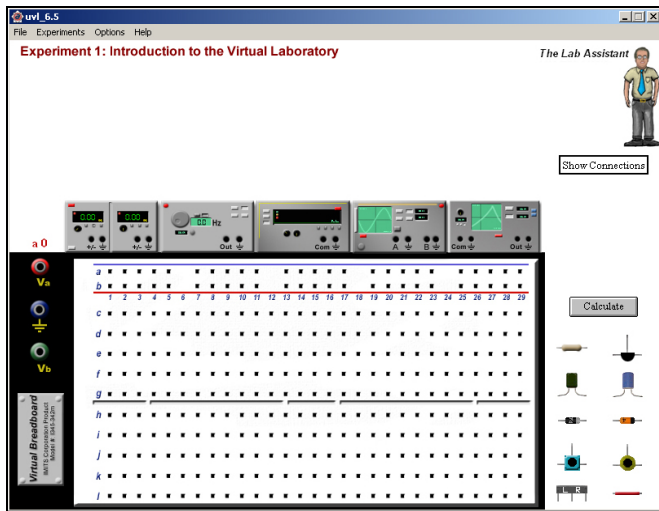 uvl_6.5
File Experiments Options Help
Experiment 1: Introduction to the Virtual Laboratory
The Lab Assistant
Show Connections
0.00 0.00 0.0 Hz
+/- +/- Out Com A B Com Out
a 0
Va
Vb
a
b
1 2 3 4 5 6 7 8 9 10 11 12 13 14 15 16 17 18 19 20 21 22 23 24 25 26 27 28 29
c
d
e
f
g
h
i
j
k
l
Calculate
Virtual Breadboard
Model #: G45-342m
L R